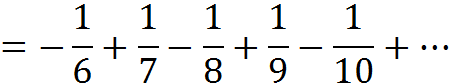 = −1/6 + 1/7 − 1/8 + 1/9 − 1/10 + ⋯